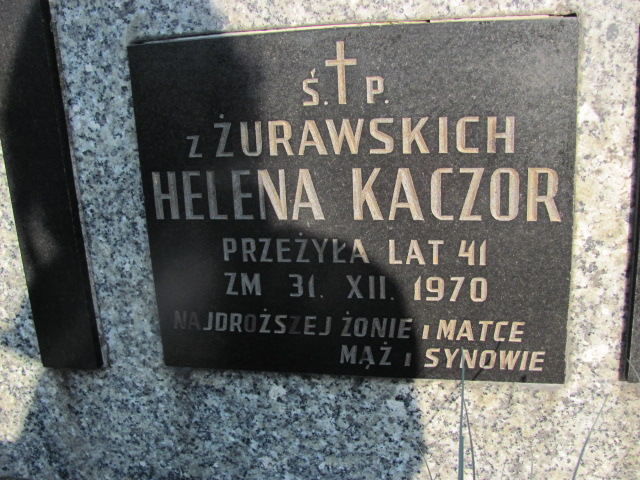 Ś. P.
z ŻURAWSKICH
HELENA KACZOR
PRZEŻYŁA LAT 41
ZM 31. XII. 1970
NAJDROŻSZEJ ŻONIE i MATCE
MĄŻ i SYNOWIE